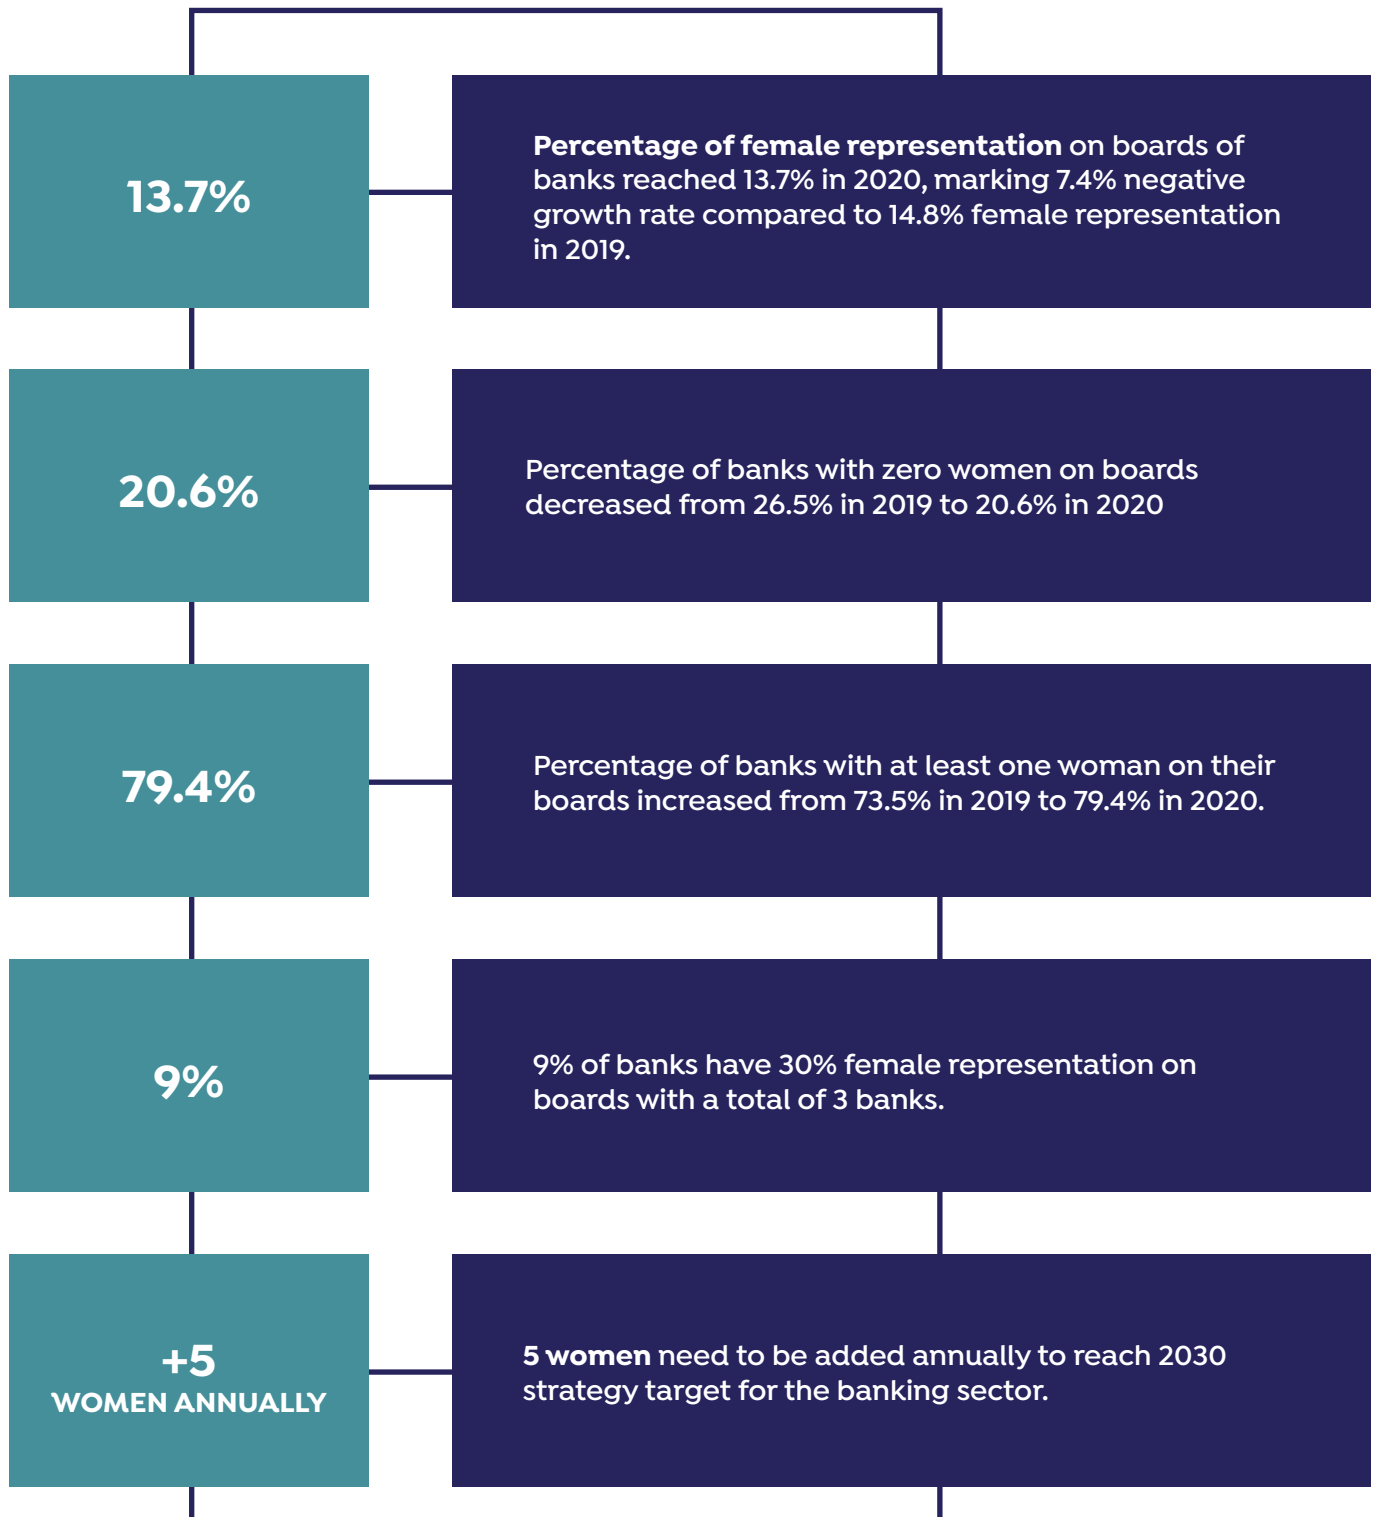 13.7%
Percentage of female representation on boards of
banks reached 13.7% in 2020, marking 7.4% negative
growth rate compared to 14.8% female representation
in 2019.
20.6%
Percentage of banks with zero women on boards
decreased from 26.5% in 2019 to 20.6% in 2020
79.4%
Percentage of banks with at least one woman on their
boards increased from 73.5% in 2019 to 79.4% in 2020.
9%
9% of banks have 30% female representation on
boards with a total of 3 banks.
+5
WOMEN ANNUALLY
5 women need to be added annually to reach 2030
strategy target for the banking sector.